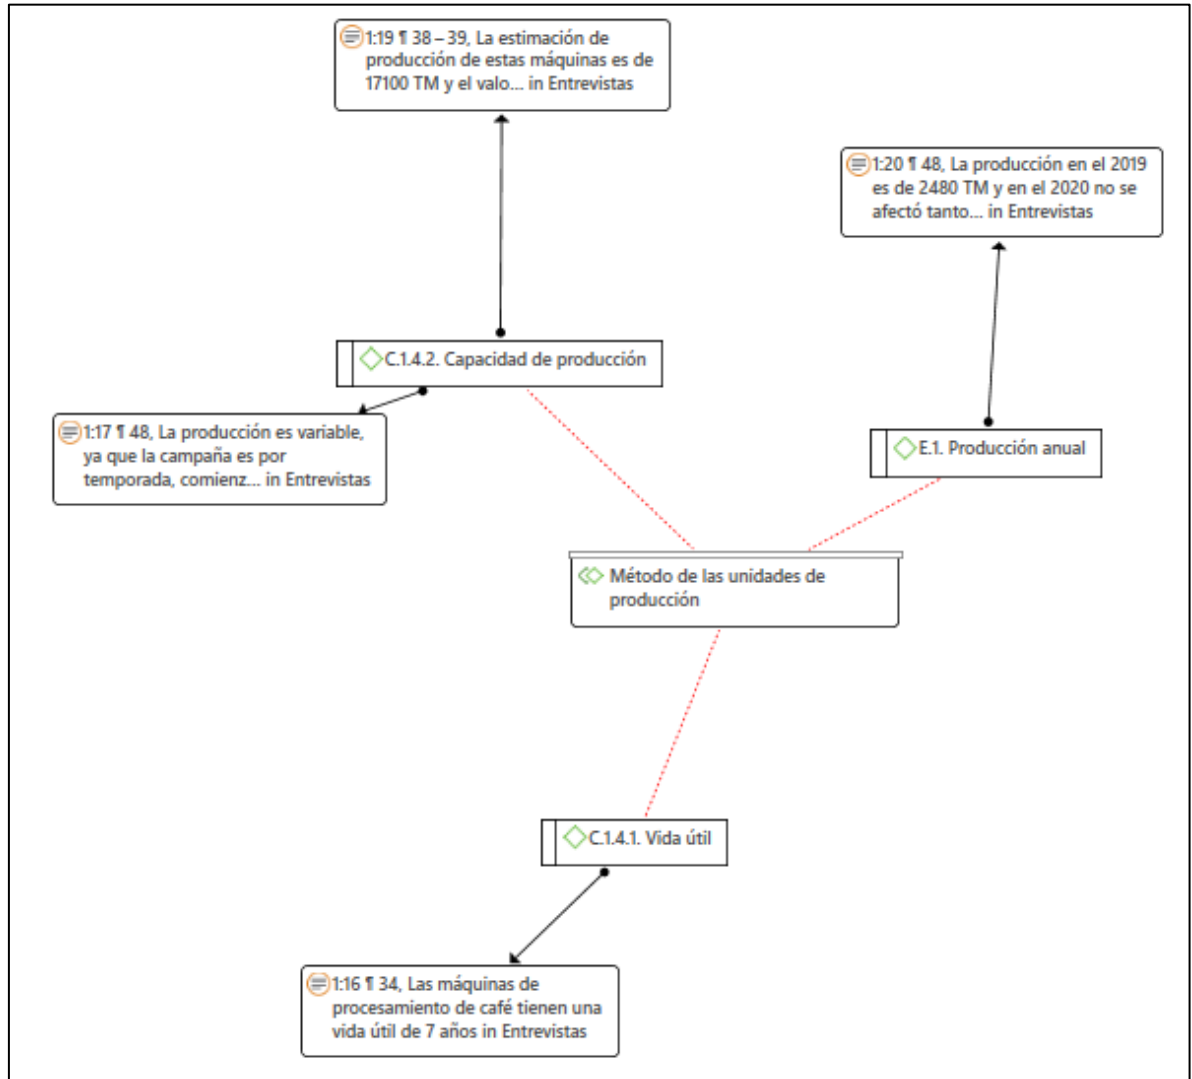 1:19 ¶ 38 – 39, La estimación de
producción de estas máquinas es de
17100 TM y el valo... in Entrevistas
1:20 ¶ 48, La producción en el 2019
es de 2480 TM y en el 2020 no se
afectó tanto... in Entrevistas
C.1.4.2. Capacidad de producción
1:17 ¶ 48, La producción es variable,
ya que la campaña es por
temporada, comienz... in Entrevistas
E.1. Producción anual
Método de las unidades de
producción
C.1.4.1. Vida útil
1:16 ¶ 34, Las máquinas de
procesamiento de café tienen una
vida útil de 7 años in Entrevistas